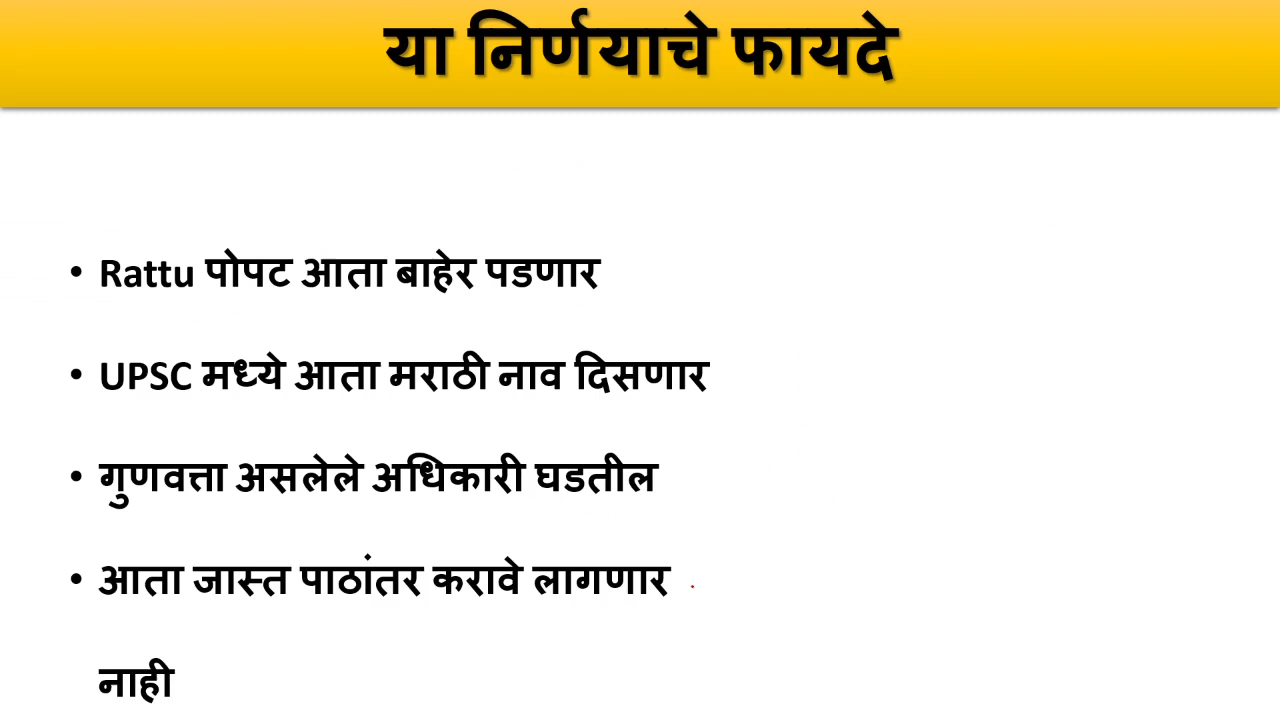 या निर्णयाचे फायदे
• Rattu पोपट आता बाहेर पडणार
• UPSC मध्ये आता मराठी नाव दिसणार
• गुणवत्ता असलेले अधिकारी घडतील
• आता जास्त पाठांतर करावे लागणार
नाही